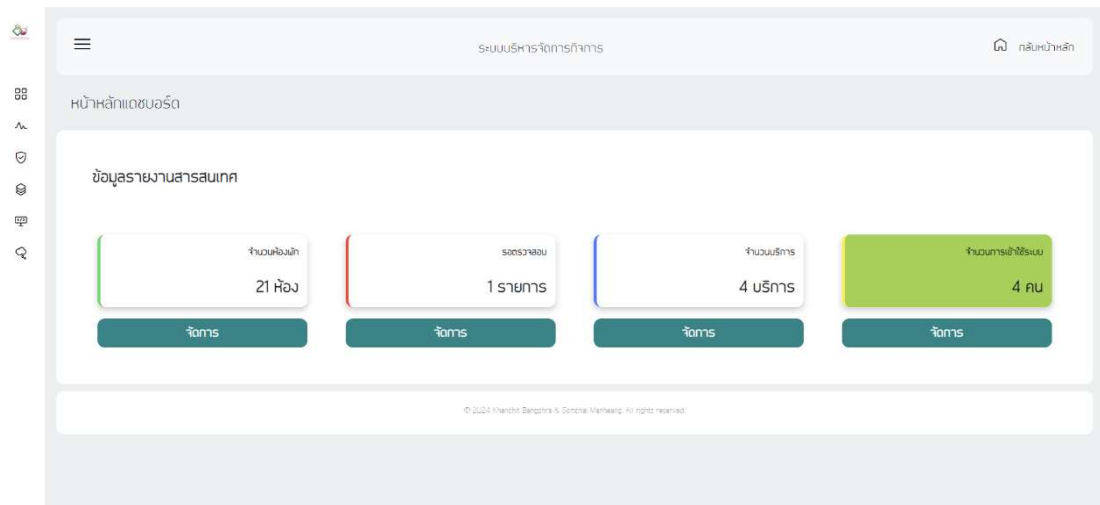 ระบบบริหารจัดการกิจการ
กลับหน้าหลัก
หน้าหลักแดชบอร์ด
ข้อมูลรายงานสารสนเทศ
จำนวนห้องพัก
21 ห้อง
จัดการ
รอตรวจสอบ
1 รายการ
จัดการ
จำนวนบริการ
4 บริการ
จัดการ
จำนวนการเข้าใช้ระบบ
4 คน
จัดการ
© 2024 & All rights reserved.